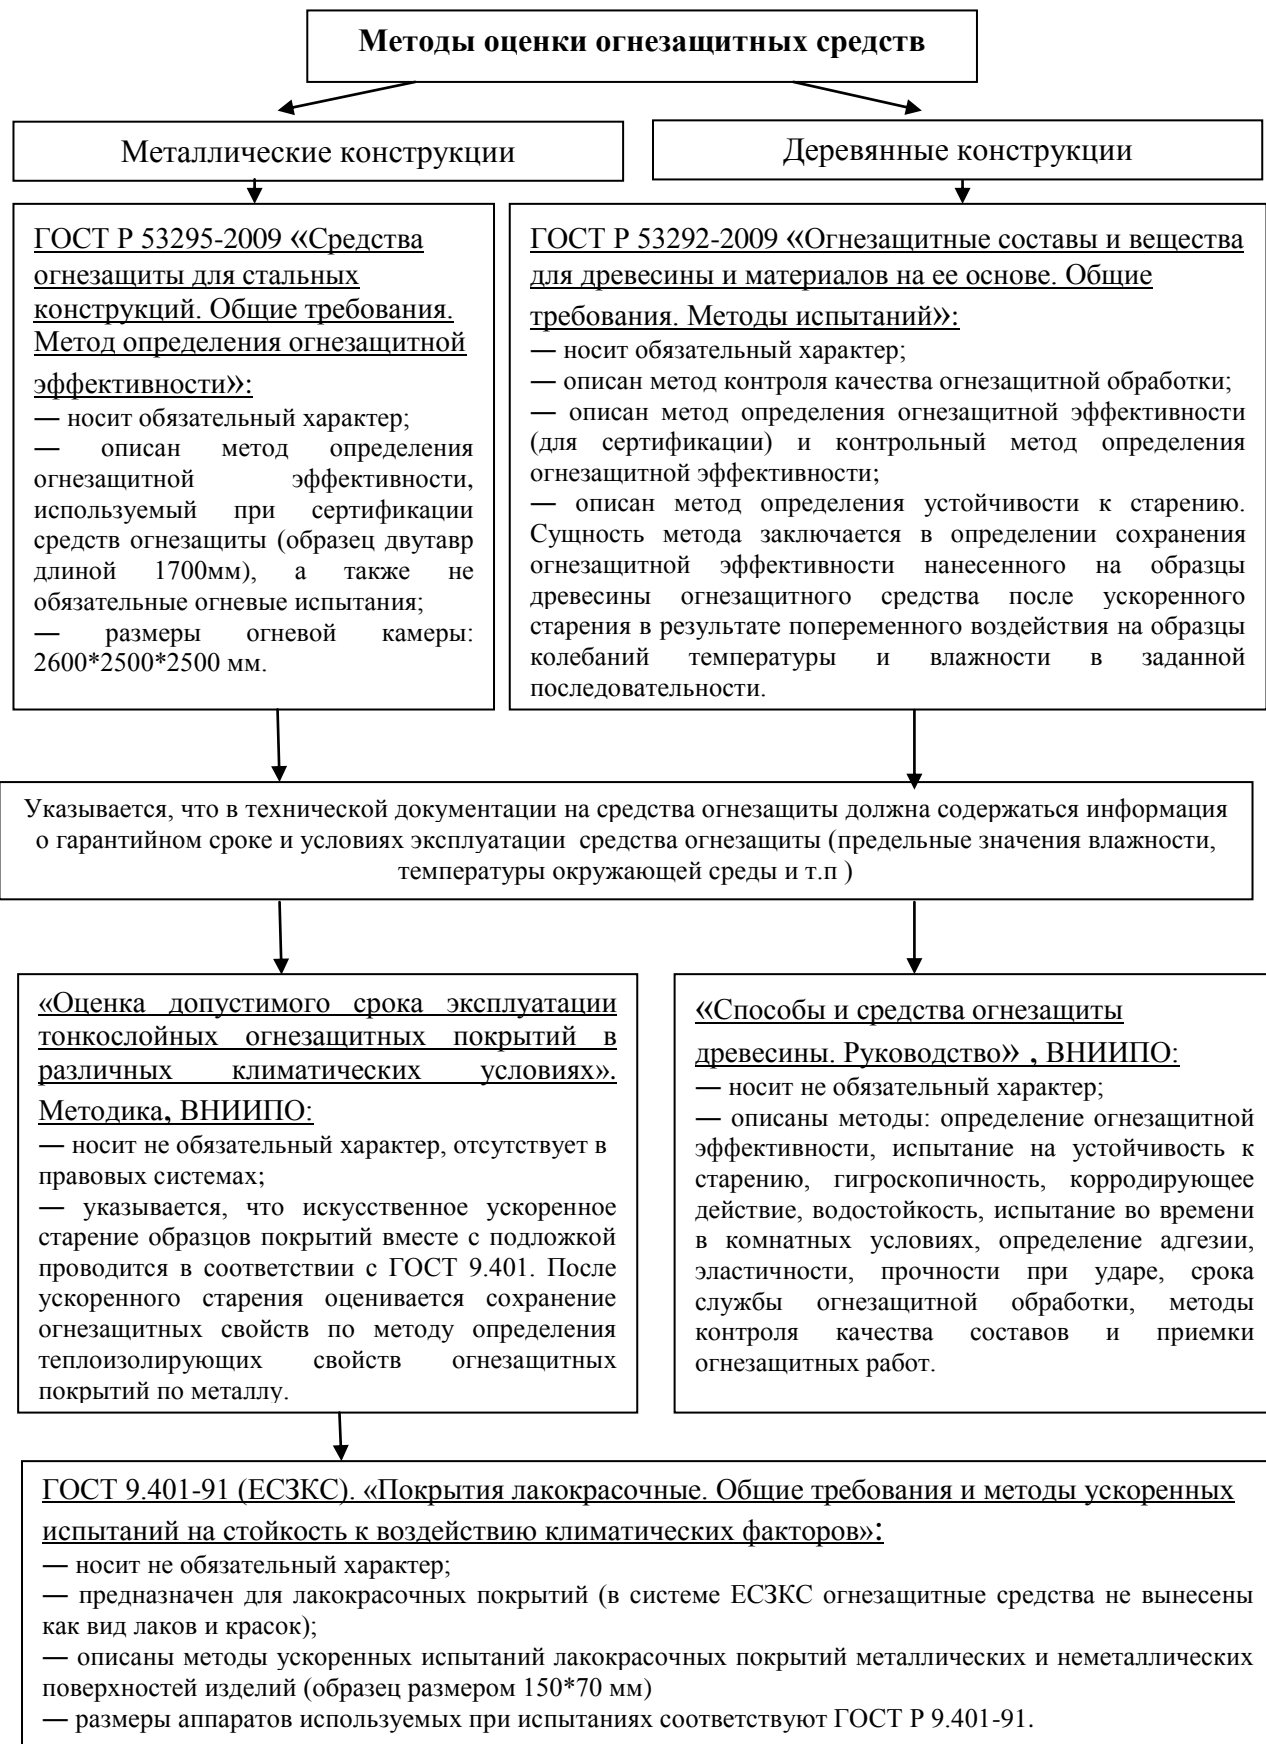 Методы оценки огнезащитных средств
Металлические конструкции
Деревянные конструкции
ГОСТ Р 53295-2009 «Средства
огнезащиты для стальных
конструкций. Общие требования.
Метод определения огнезащитной
эффективности»:
— носит обязательный характер;
— описан метод определения
огнезащитной эффективности,
используемый при сертификации
средств огнезащиты (образец двутавр
длиной 1700мм), а также не
обязательные огневые испытания;
— размеры огневой камеры:
2600*2500*2500 мм.
ГОСТ Р 53292-2009 «Огнезащитные составы и вещества
для древесины и материалов на ее основе. Общие
требования. Методы испытаний»:
— носит обязательный характер;
— описан метод контроля качества огнезащитной обработки;
— описан метод определения огнезащитной эффективности
(для сертификации) и контрольный метод определения
огнезащитной эффективности;
— описан метод определения устойчивости к старению.
Сущность метода заключается в определении сохранения
огнезащитной эффективности нанесенного на образцы
древесины огнезащитного средства после ускоренного
старения в результате попеременного воздействия на образцы
колебаний температуры и влажности в заданной
последовательности.
Указывается, что в технической документации на средства огнезащиты должна содержаться информация
о гарантийном сроке и условиях эксплуатации средства огнезащиты (предельные значения влажности,
температуры окружающей среды и т.п )
«Оценка допустимого срока эксплуатации
тонкослойных огнезащитных покрытий в
различных климатических условиях».
Методика, ВНИИПО:
— носит не обязательный характер, отсутствует в
правовых системах;
— указывается, что искусственное ускоренное
старение образцов покрытий вместе с подложкой
проводится в соответствии с ГОСТ 9.401. После
ускоренного старения оценивается сохранение
огнезащитных свойств по методу определения
теплоизолирующих свойств огнезащитных
покрытий по металлу.
«Способы и средства огнезащиты
древесины. Руководство» , ВНИИПО:
— носит не обязательный характер;
— описаны методы: определение огнезащитной
эффективности, испытание на устойчивость к
старению, гигроскопичность, корродирующее
действие, водостойкость, испытание во времени
в комнатных условиях, определение адгезии,
эластичности, прочности при ударе, срока
службы огнезащитной обработки, методы
контроля качества составов и приемки
огнезащитных работ.
ГОСТ 9.401-91 (ЕСЗКС). «Покрытия лакокрасочные. Общие требования и методы ускоренных
испытаний на стойкость к воздействию климатических факторов»:
— носит не обязательный характер;
— предназначен для лакокрасочных покрытий (в системе ЕСЗКС огнезащитные средства не вынесены
как вид лаков и красок);
— описаны методы ускоренных испытаний лакокрасочных покрытий металлических и неметаллических
поверхностей изделий (образец размером 150*70 мм)
— размеры аппаратов используемых при испытаниях соответствуют ГОСТ Р 9.401-91.